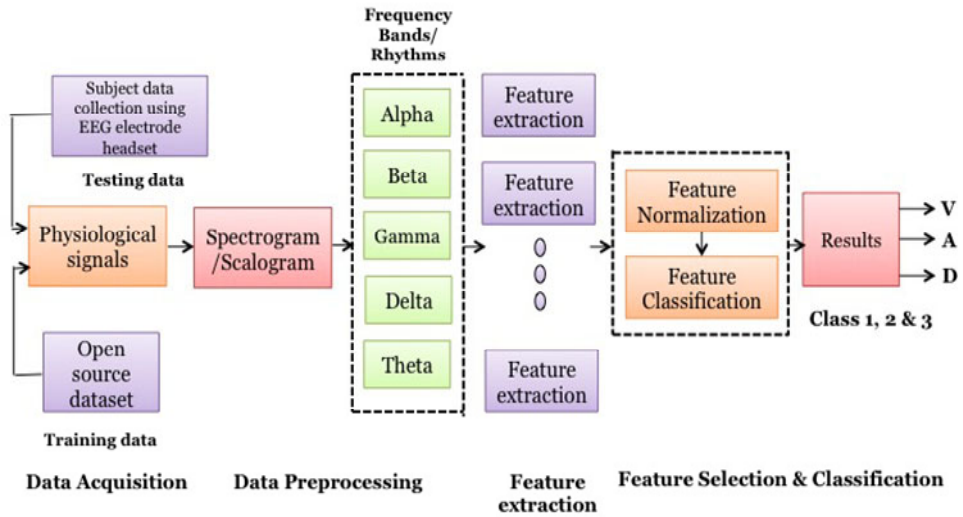 Frequency
Bands/
Rhythms
Subject data
collection using
EEG electrode
headset
Testing data
Physiological
signals
Open
source
dataset
Training data
Spectrogram
/Scalogram
Alpha
Beta
Gamma
Delta
Theta
Feature
extraction
Feature
extraction
Feature
extraction
Feature
Normalization
Feature
Classification
Results
V
A
D
Class 1, 2 & 3
Data Acquisition
Data Preprocessing
Feature
extraction
Feature Selection & Classification